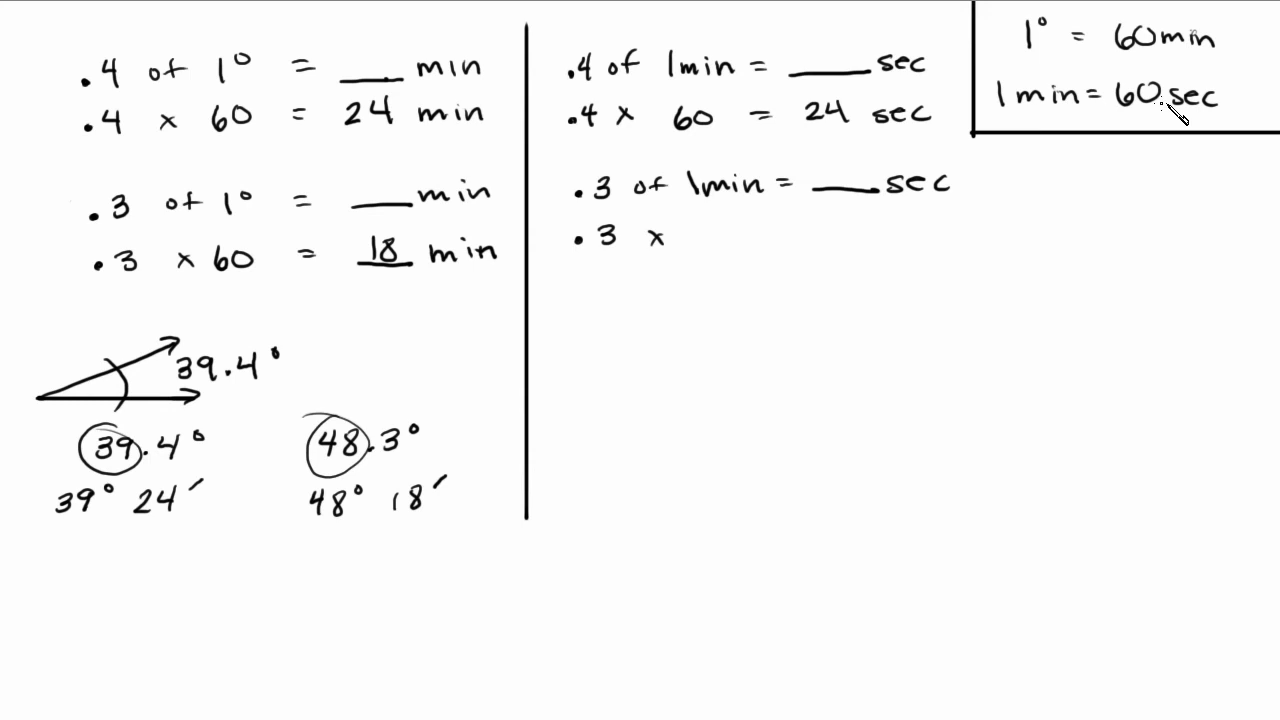 .4 of 1° = ___ min
.4 x 60 = 24 min
.3 of 1° = ___ min
.3 x 60 = 18 min
39.4°
39.4°
39° 24′
48.3°
48° 18′
.4 of 1min = ___ sec
.4 x 60 = 24 sec
.3 of 1min = ___ sec
.3 x
1° = 60min
1min = 60sec